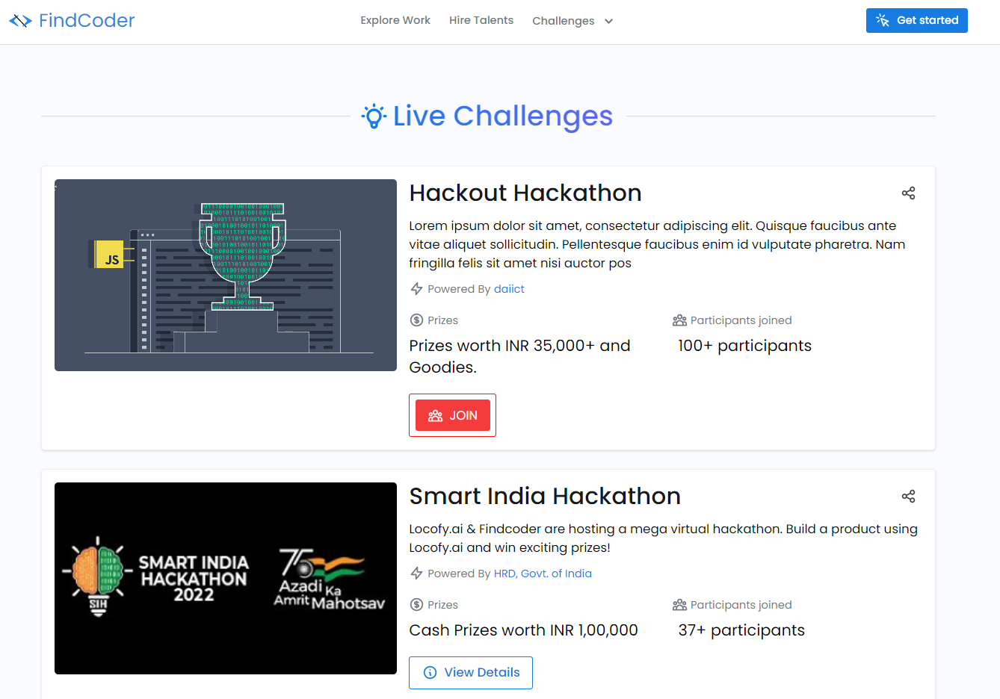 FindCoder
Explore Work
Hire Talents
Challenges
Get started
Live Challenges
JS
Hackout Hackathon
Lorem ipsum dolor sit amet, consectetur adipiscing elit. Quisque faucibus ante
vitae aliquet sollicitudin. Pellentesque faucibus enim id vulputate pharetra. Nam
fringilla felis sit amet nisi auctor pos
Powered By daiict
Prizes
Participants joined
Prizes worth INR 35,000+ and
Goodies.
100+ participants
JOIN
SIH
SMART INDIA
HACKATHON
2022
75
Azadi Ka
Amrit Mahotsav
Smart India Hackathon
Locofy.ai & Findcoder are hosting a mega virtual hackathon. Build a product using
Locofy.ai and win exciting prizes!
Powered By HRD, Govt. of India
Prizes
Participants joined
Cash Prizes worth INR 1,00,000
37+ participants
View Details